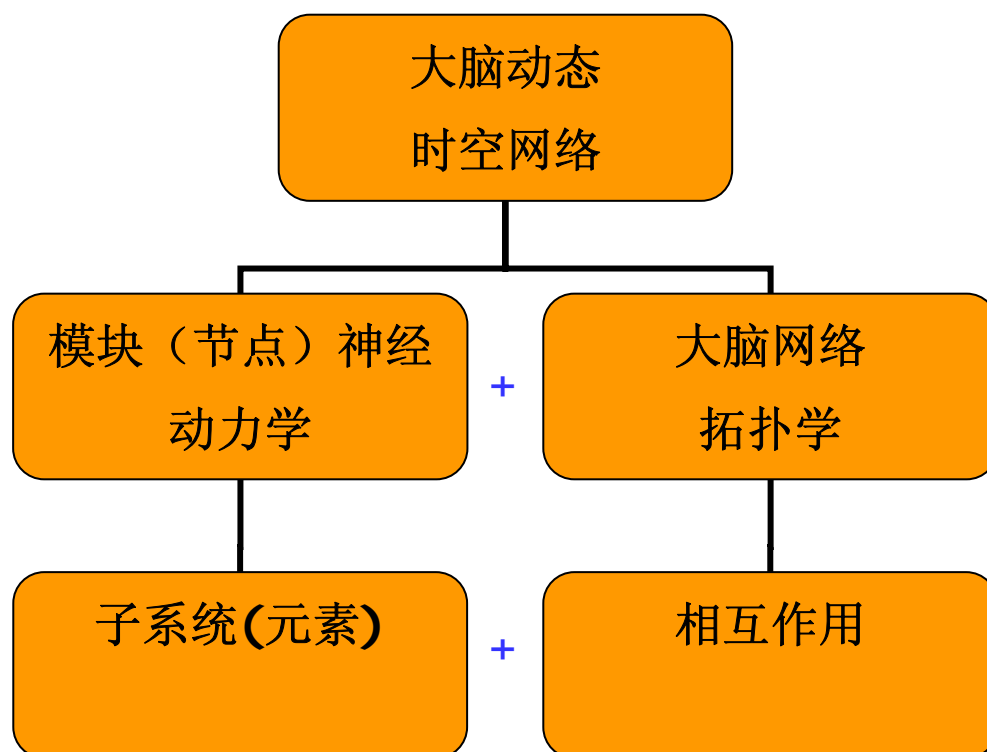 大脑动态
时空网络
模块（节点）神经
动力学
+
大脑网络
拓扑学
子系统(元素)
+
相互作用